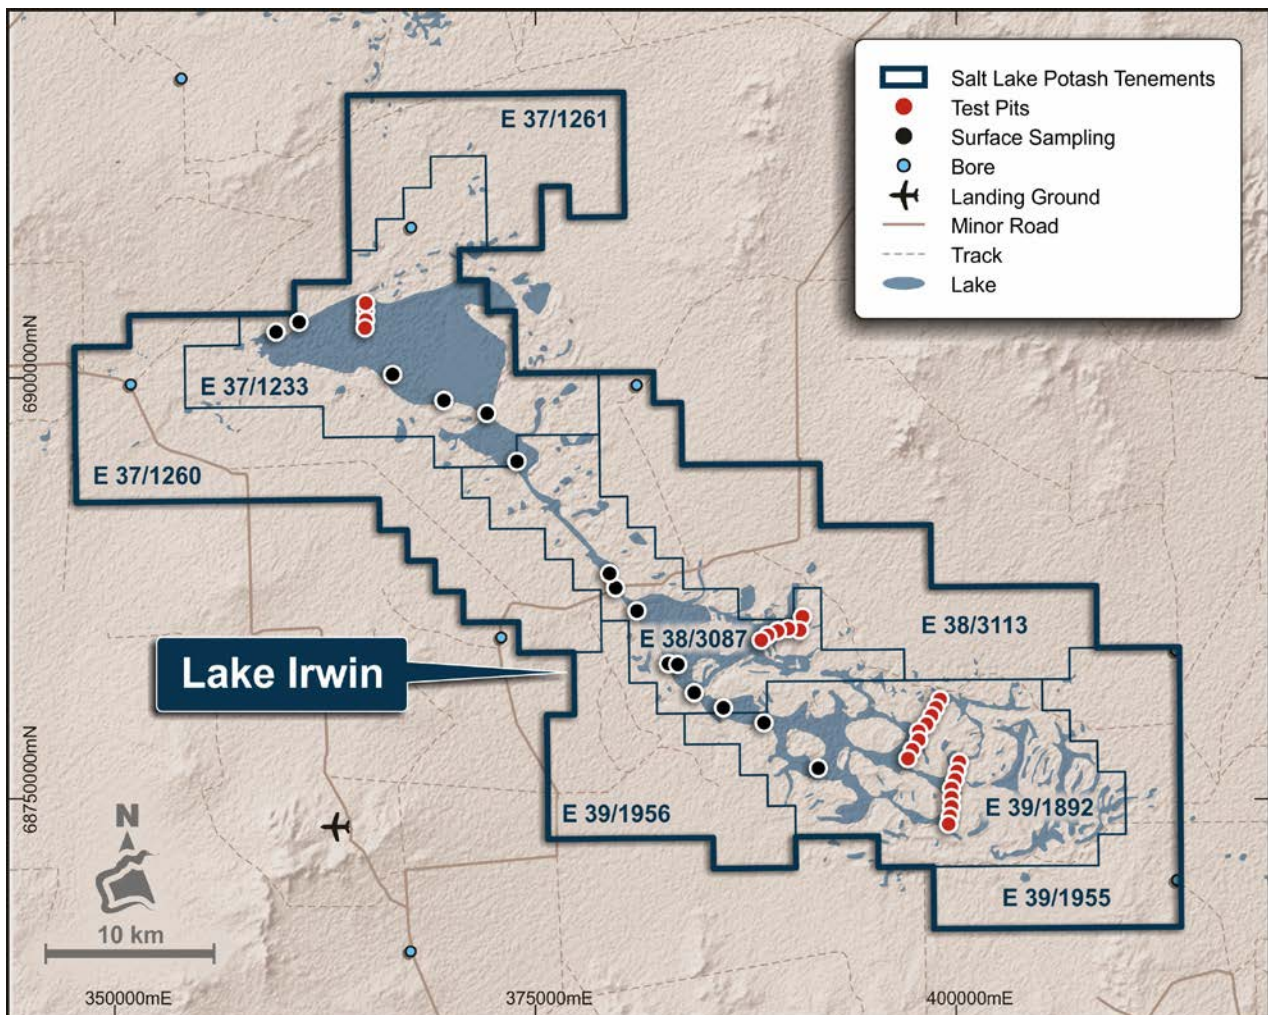 Salt Lake Potash Tenements
Test Pits
Surface Sampling
Bore
Landing Ground
Minor Road
Track
Lake
E 37/1261
6900000mN
E 37/1233
E 37/1260
E 38/3113
E 38/3087
Lake Irwin
6875000mN
E 39/1956
E 39/1892
E 39/1955
N
10 km
350000mE
375000mE
400000mE